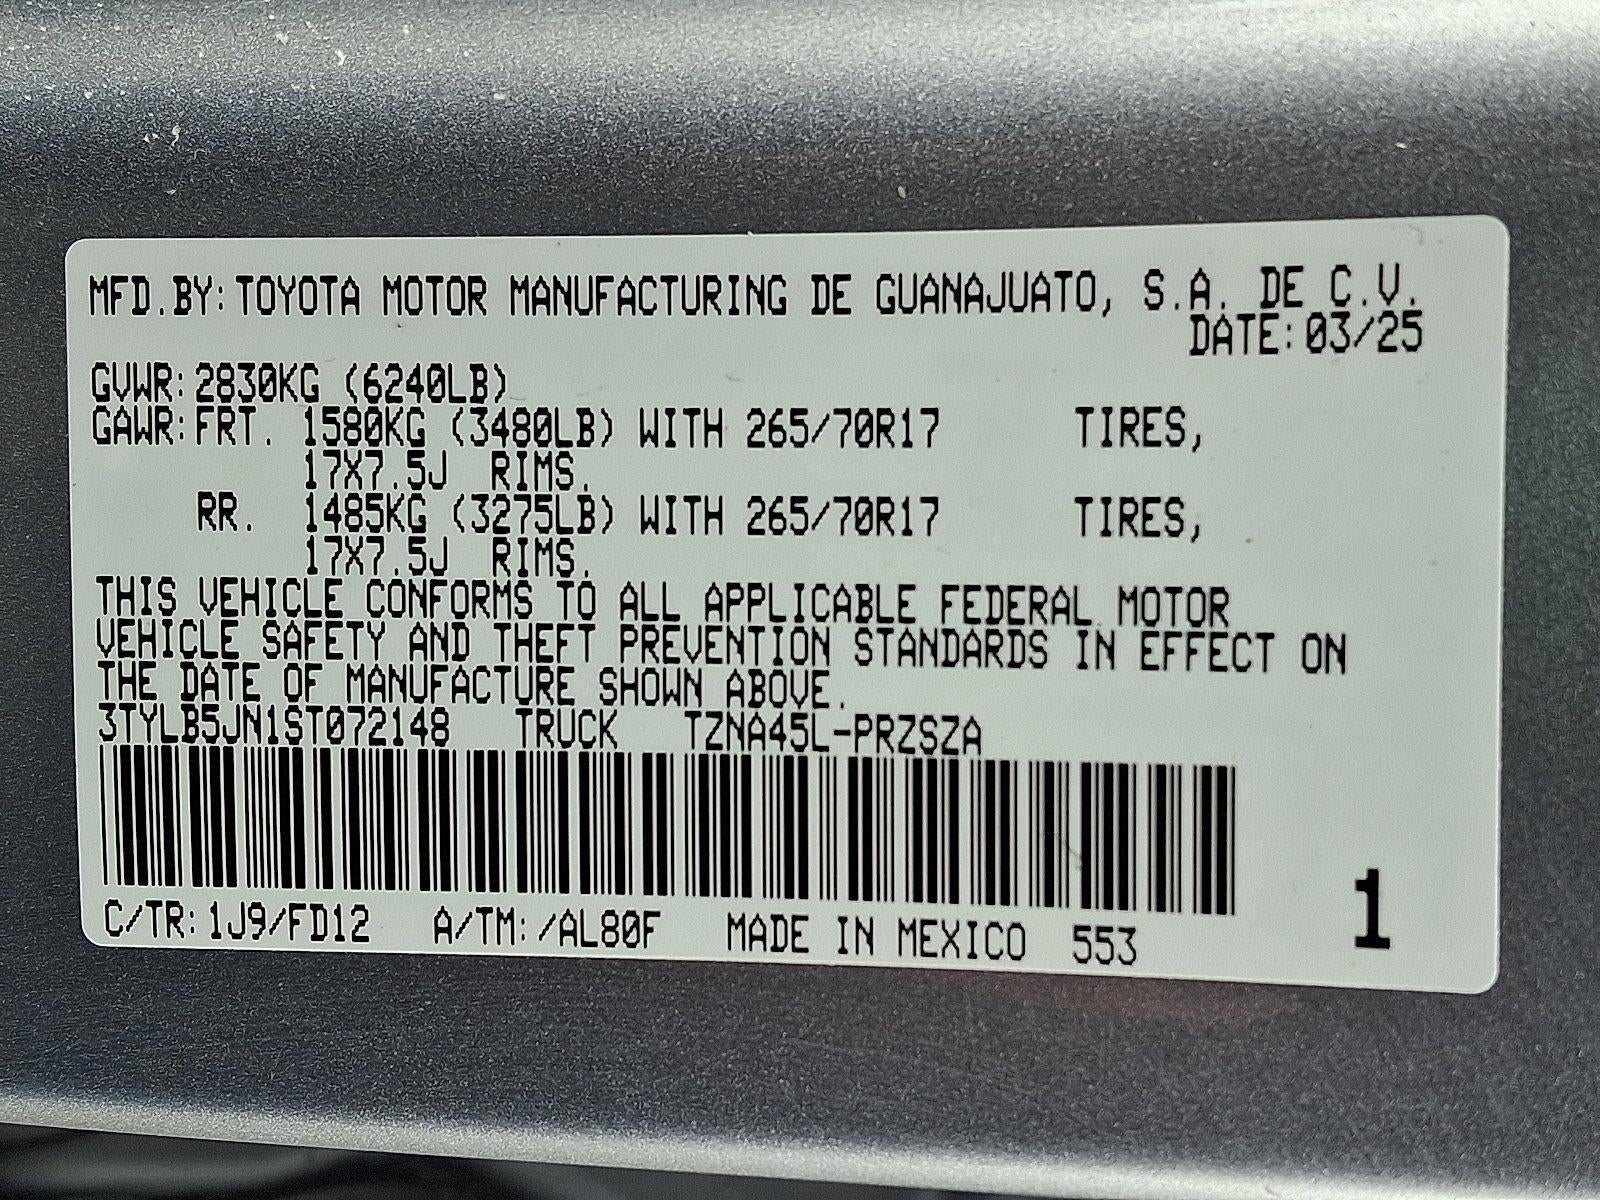 MFD.BY:TOYOTA MOTOR MANUFACTURING DE GUANAJUATO, S.A. DE C.V.
DATE:03/25
GVWR:2830KG (6240LB)
GAWR:FRT. 1580KG (3480LB) WITH 265/70R17 TIRES,
17X7.5J RIMS.
RR. 1485KG (3275LB) WITH 265/70R17 TIRES,
17X7.5J RIMS.
THIS VEHICLE CONFORMS TO ALL APPLICABLE FEDERAL MOTOR
VEHICLE SAFETY AND THEFT PREVENTION STANDARDS IN EFFECT ON
THE DATE OF MANUFACTURE SHOWN ABOVE.
3TYLB5JN1ST072148 TRUCK TZNA45L-PRZSZA
C/TR:1J9/FD12 A/TM:/AL80F MADE IN MEXICO 553
1